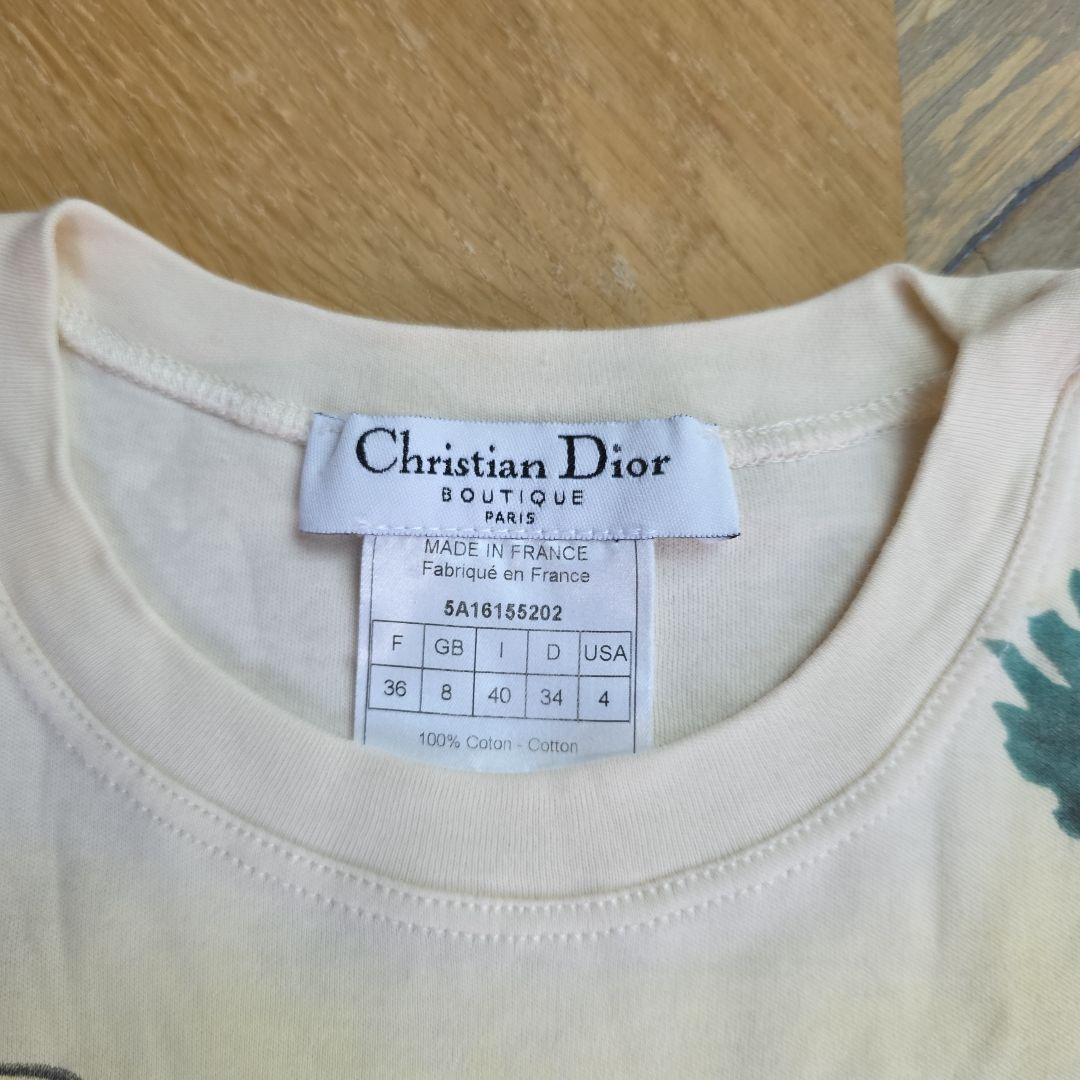 Christian Dior
BOUTIQUE
PARIS
MADE IN FRANCE
Fabriqué en France
5A16155202
F GB I D USA
36 8 40 34 4
100% Coton - Cotton